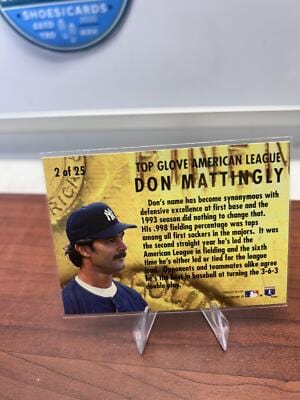 SHOES|CARDS
2 of 25
TOP GLOVE AMERICAN LEAGUE
DON MATTINGLY
Don's name has become synonymous with
defensive excellence at first base and the
1993 season did nothing to change that.
His .998 fielding percentage was tops
among all first sackers in the majors. It was
the second straight year he's led the
American League in fielding and the sixth
time he's either led or tied for the league
lead. Opponents and teammates alike agree
he's the best in baseball at turning the 3-6-3
double play.